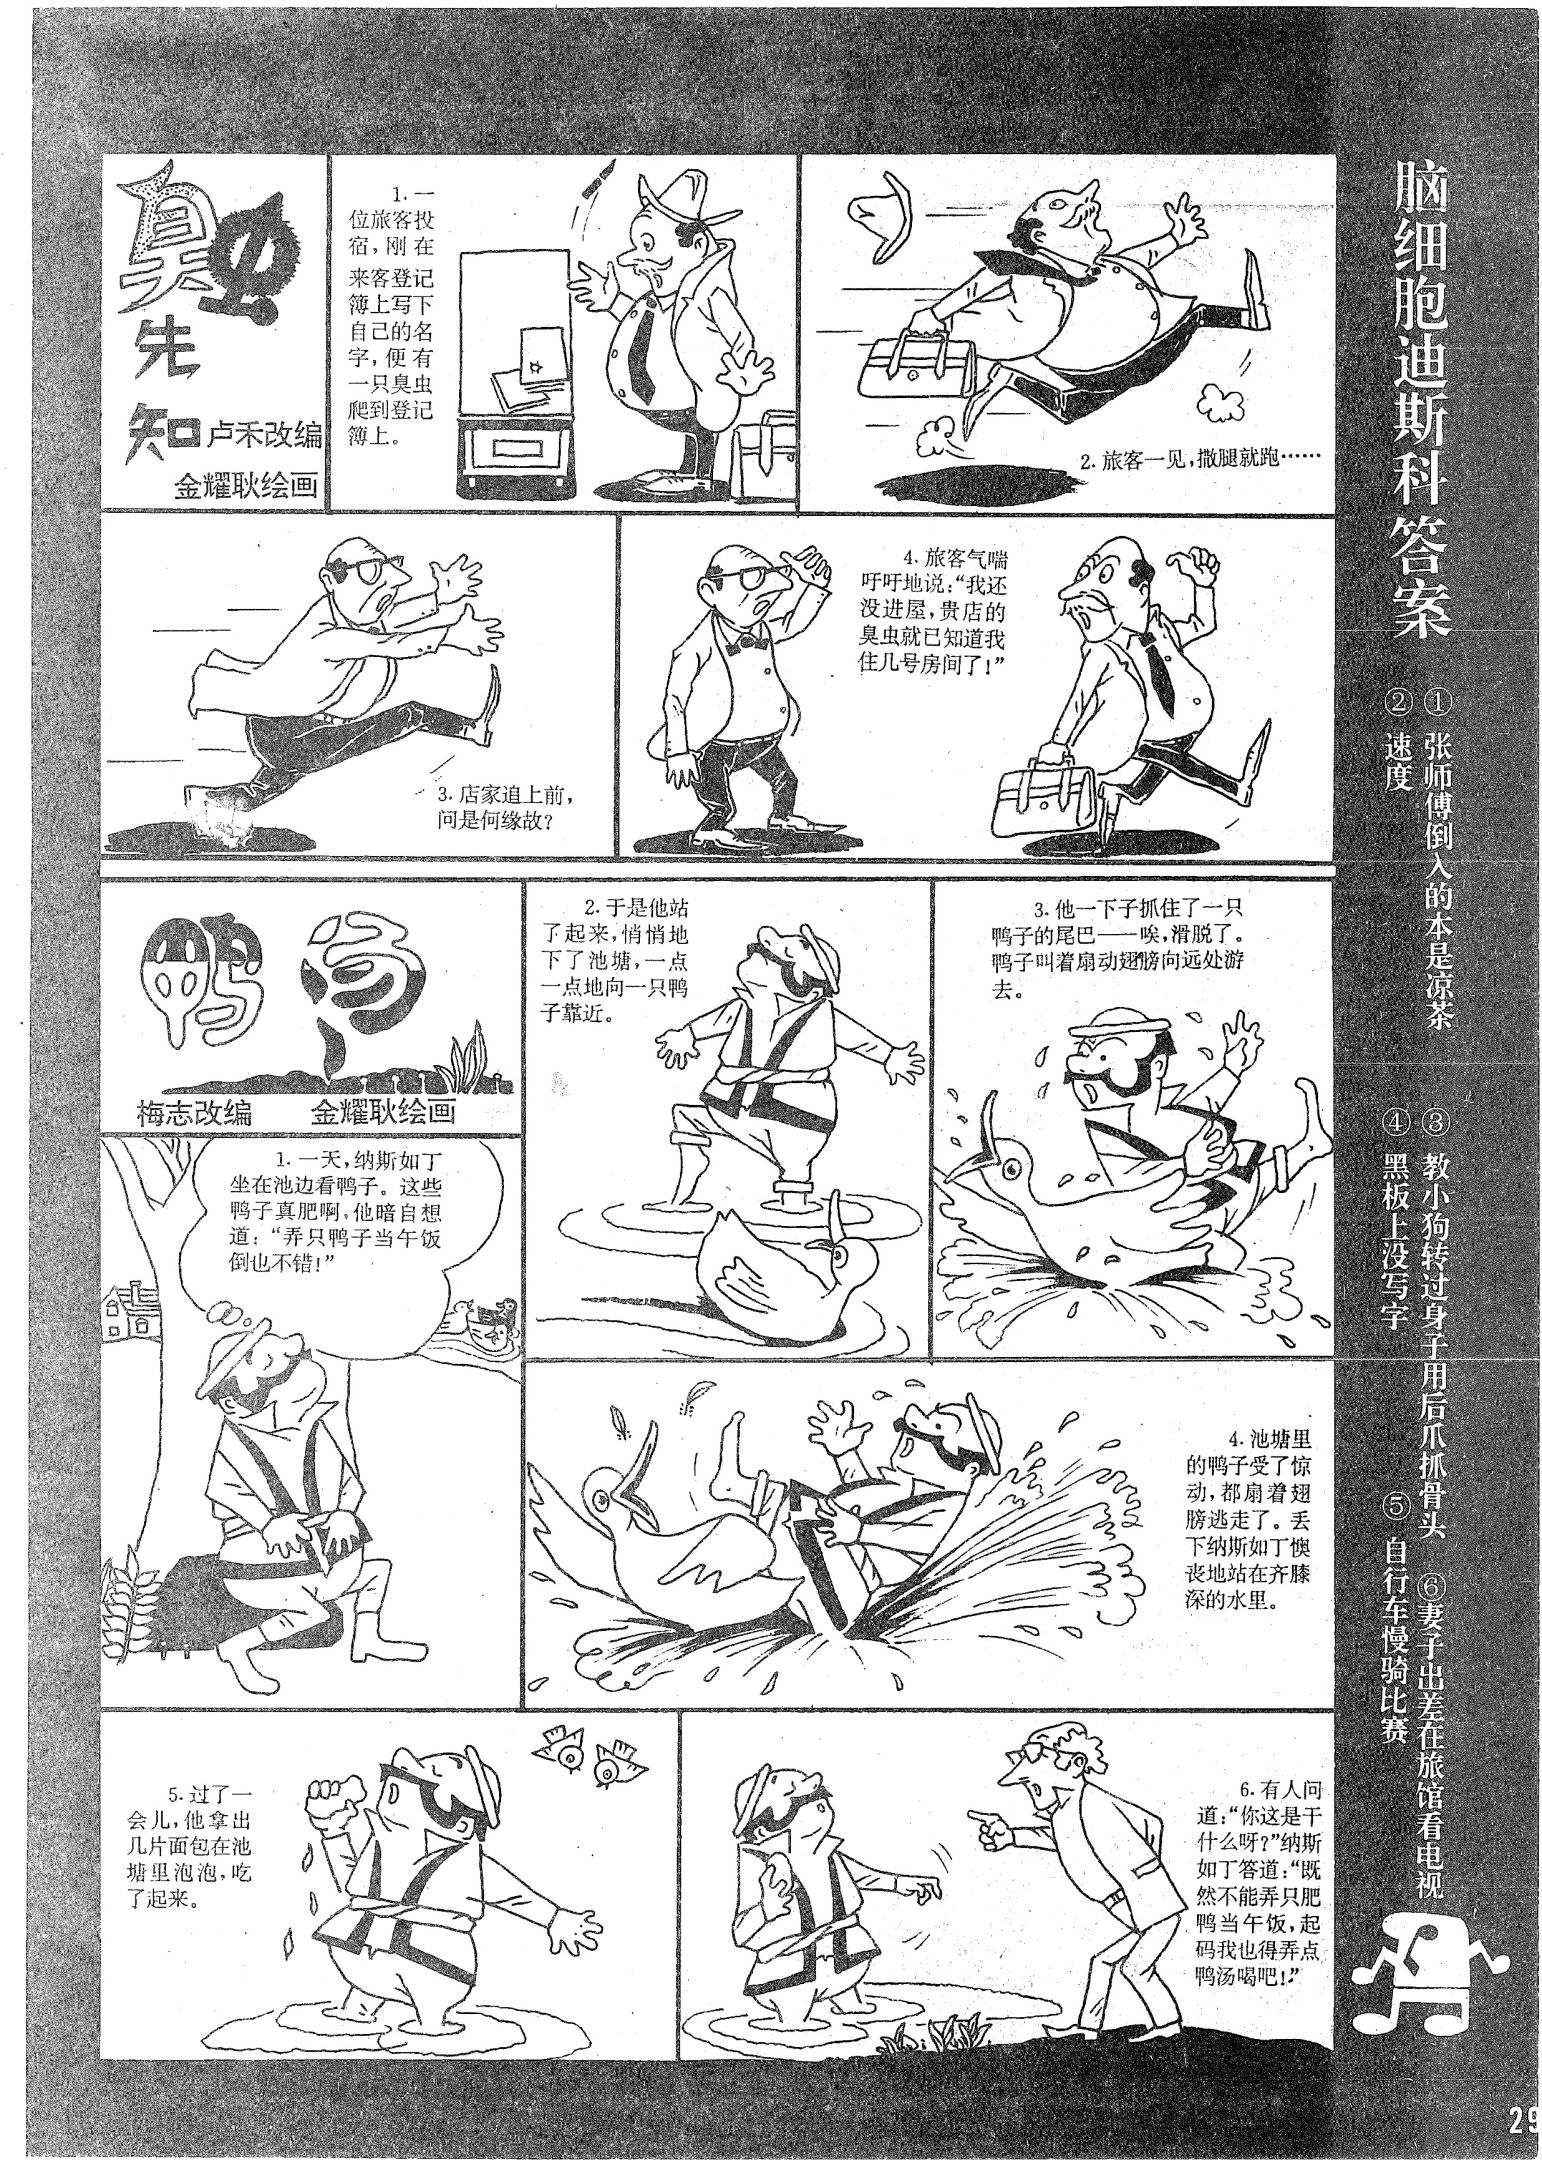 臭虫
先
知
卢禾改编
金耀耿绘画
1. 一
位旅客投
宿，刚在
来客登记
簿上写下
自己的名
字，便有
一只臭虫
爬到登记
簿上。
2. 旅客一见，撒腿就跑……
3. 店家追上前，
问是何缘故？
4. 旅客气喘
吁吁地说：“我还
没进屋，贵店的
臭虫就已知道我
住几号房间了！”
鸭汤
梅志改编 金耀耿绘画
1. 一天，纳斯如丁
坐在池边看鸭子。这些
鸭子真肥啊，他暗自想
道：“弄只鸭子当午饭
倒也不错！”
2. 于是他站
了起来，悄悄地
下了池塘，一点
一点地向一只鸭
子靠近。
3. 他一下子抓住了一只
鸭子的尾巴——唉，滑脱了。
鸭子叫着扇动翅膀向远处游
去。
4. 池塘里
的鸭子受了惊
动，都扇着翅
膀逃走了。丢
下纳斯如丁懊
丧地站在齐膝
深的水里。
5. 过了一
会儿，他拿出
几片面包在池
塘里泡泡，吃
了起来。
6. 有人问
道：“你这是干
什么呀？”纳斯
如丁答道：“既
然不能弄只肥
鸭当午饭，起
码我也得弄点
鸭汤喝吧！”
脑细胞迪斯科答案
① 张师傅倒入的本是凉茶
② 速度
③ 教小狗转过身子用后爪抓骨头
④ 黑板上没写字
⑤ 自行车慢骑比赛
⑥ 妻子出差在旅馆看电视
29